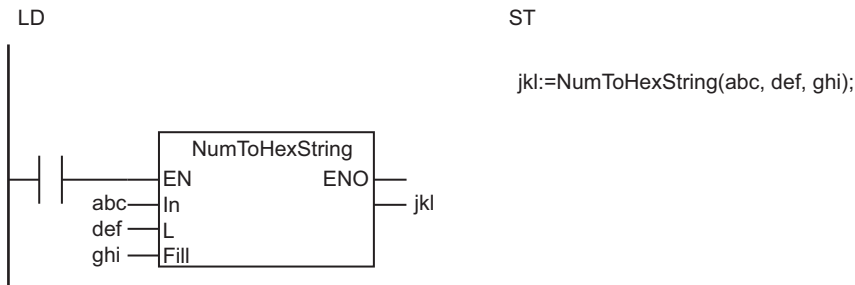 LD
ST
jkl:=NumToHexString(abc, def, ghi);
NumToHexString
EN ENO
abc In jkl
def L
ghi Fill